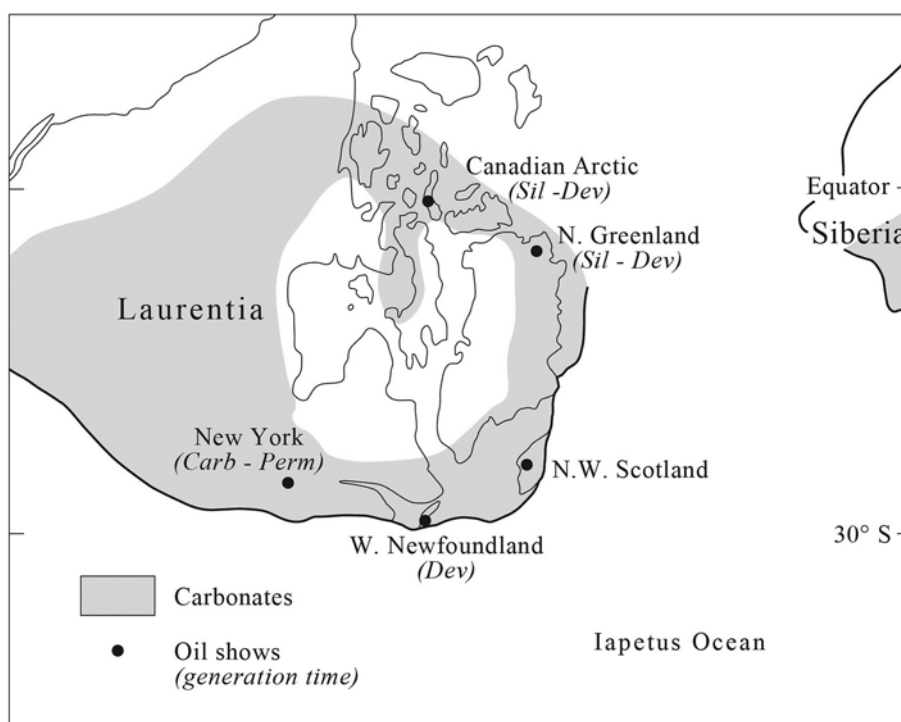 Canadian Arctic
(Sil -Dev)
Equator
Siberia
N. Greenland
(Sil - Dev)
Laurentia
New York
(Carb - Perm)
N.W. Scotland
30° S
W. Newfoundland
(Dev)
Carbonates
Iapetus Ocean
Oil shows
(generation time)